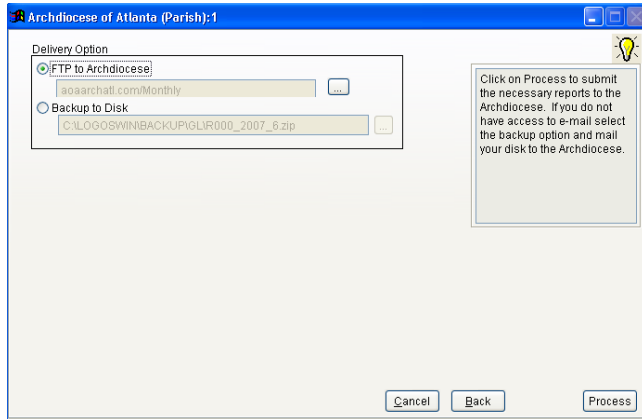 Archdiocese of Atlanta (Parish):1
Delivery Option
FTP to Archdiocese
aoaarchatl.com/Monthly
...
Backup to Disk
C:\LOGOSWIN\BACKUP\GL\R000_2007_6.zip
...
Click on Process to submit
the necessary reports to the
Archdiocese. If you do not
have access to e-mail select
the backup option and mail
your disk to the Archdiocese.
Cancel
Back
Process